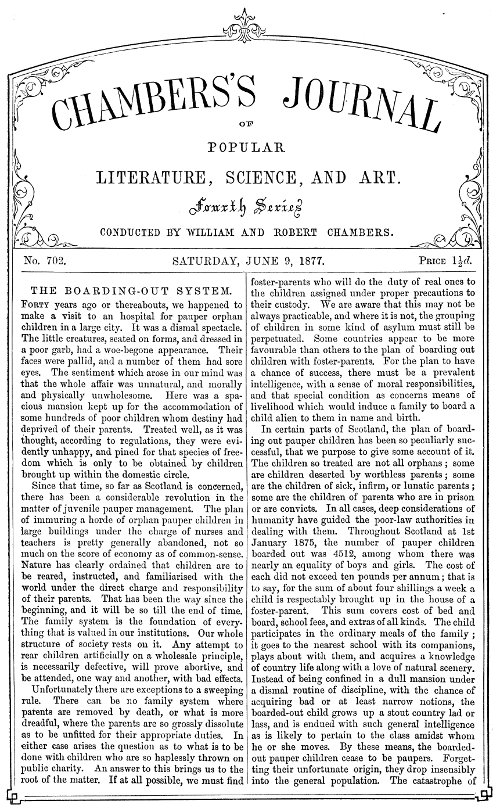 CHAMBERS'S JOURNAL
OF
POPULAR
LITERATURE, SCIENCE, AND ART.
Fourth Series
CONDUCTED BY WILLIAM AND ROBERT CHAMBERS.
No. 702.
SATURDAY, JUNE 9, 1877.
PRICE 1½d.
THE BOARDING-OUT SYSTEM.
FORTY years ago or thereabouts, we happened to
make a visit to an hospital for pauper orphan
children in a large city. It was a dismal spectacle.
The little creatures, seated on forms, and dressed in
a poor garb, had a woe-begone appearance. Their
faces were pallid, and a number of them had sore
eyes. The sentiment which arose in our mind was
that the whole affair was unnatural, and morally
and physically unwholesome. Here was a spa-
cious mansion kept up for the accommodation of
some hundreds of poor children whom destiny had
deprived of their parents. Treated well, as it was
thought, according to regulations, they were evi-
dently unhappy, and pined for that species of free-
dom which is only to be obtained by children
brought up within the domestic circle.
Since that time, so far as Scotland is concerned,
there has been a considerable revolution in the
matter of juvenile pauper management. The plan
of immuring a horde of orphan pauper children in
large buildings under the charge of nurses and
teachers is pretty generally abandoned, not so
much on the score of economy as of common-sense.
Nature has clearly ordained that children are to
be reared, instructed, and familiarised with the
world under the direct charge and responsibility
of their parents. That has been the way since the
beginning, and it will be so till the end of time.
The family system is the foundation of every-
thing that is valued in our institutions. Our whole
structure of society rests on it. Any attempt to
rear children artificially on a wholesale principle,
is necessarily defective, will prove abortive, and
be attended, one way and another, with bad effects.
Unfortunately there are exceptions to a sweeping
rule. There can be no family system where
parents are removed by death, or what is more
dreadful, where the parents are so grossly dissolute
as to be unfitted for their appropriate duties. In
either case arises the question as to what is to be
done with children who are so haplessly thrown on
public charity. An answer to this brings us to the
root of the matter. If at all possible, we must find
foster-parents who will do the duty of real ones to
the children assigned under proper precautions to
their custody. We are aware that this may not be
always practicable, and where it is not, the grouping
of children in some kind of asylum must still be
perpetuated. Some countries appear to be more
favourable than others to the plan of boarding out
children with foster-parents. For the plan to have
a chance of success, there must be a prevalent
intelligence, with a sense of moral responsibilities,
and that special condition as concerns means of
livelihood which would induce a family to board a
child alien to them in name and birth.
In certain parts of Scotland, the plan of board-
ing out pauper children has been so peculiarly suc-
cessful, that we purpose to give some account of it.
The children so treated are not all orphans; some
are children deserted by worthless parents; some
are the children of sick, infirm, or lunatic parents;
some are the children of parents who are in prison
or are convicts. In all cases, deep considerations of
humanity have guided the poor-law authorities in
dealing with them. Throughout Scotland at 1st
January 1875, the number of pauper children
boarded out was 4512, among whom there was
nearly an equality of boys and girls. The cost of
each did not exceed ten pounds per annum; that is
to say, for the sum of about four shillings a week a
child is respectably brought up in the house of a
foster-parent. This sum covers cost of bed and
board, school fees, and extras of all kinds. The child
participates in the ordinary meals of the family;
it goes to the nearest school with its companions,
plays about with them, and acquires a knowledge
of country life along with a love of natural scenery.
Instead of being confined in a dull mansion under
a dismal routine of discipline, with the chance of
acquiring bad or at least narrow notions, the
boarded-out child grows up a stout country lad or
lass, and is endued with such general intelligence
as is likely to pertain to the class amidst whom
he or she moves. By these means, the boarded-
out pauper children cease to be paupers. Forget-
ting their unfortunate origin, they drop insensibly
into the general population. The catastrophe of